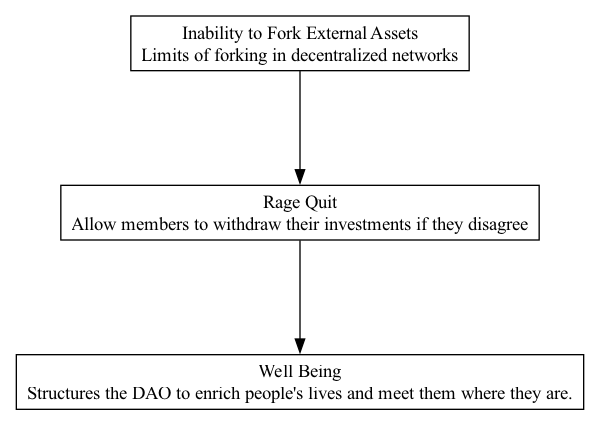 Inability to Fork External Assets
Limits of forking in decentralized networks
Rage Quit
Allow members to withdraw their investments if they disagree
Well Being
Structures the DAO to enrich people's lives and meet them where they are.